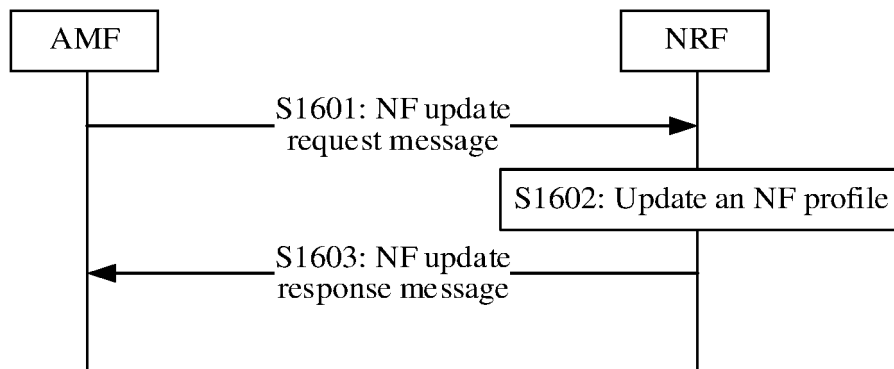 AMF
NRF
S1601: NF update
request message
S1602: Update an NF profile
S1603: NF update
response message